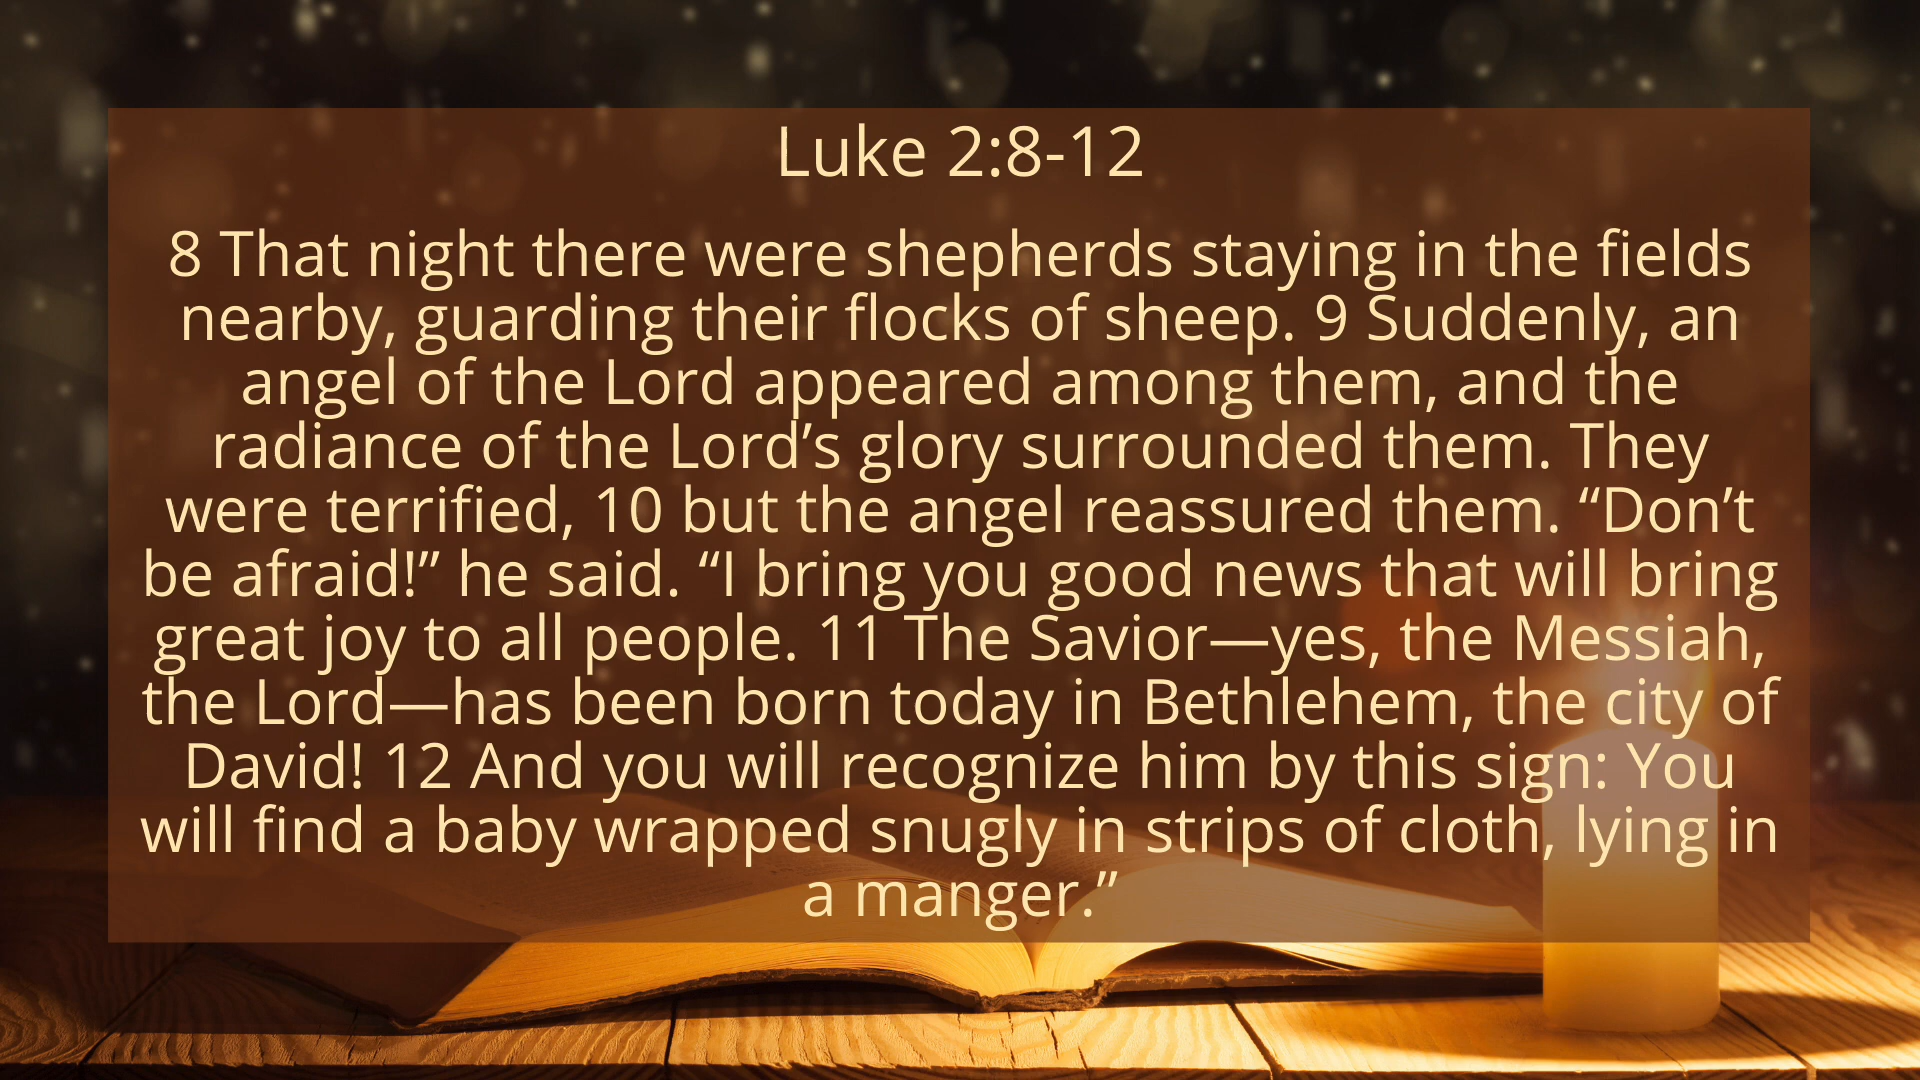 Luke 2:8-12
8 That night there were shepherds staying in the fields
nearby, guarding their flocks of sheep. 9 Suddenly, an
angel of the Lord appeared among them, and the
radiance of the Lord’s glory surrounded them. They
were terrified, 10 but the angel reassured them. “Don’t
be afraid!” he said. “I bring you good news that will bring
great joy to all people. 11 The Savior—yes, the Messiah,
the Lord—has been born today in Bethlehem, the city of
David! 12 And you will recognize him by this sign: You
will find a baby wrapped snugly in strips of cloth, lying in
a manger.”